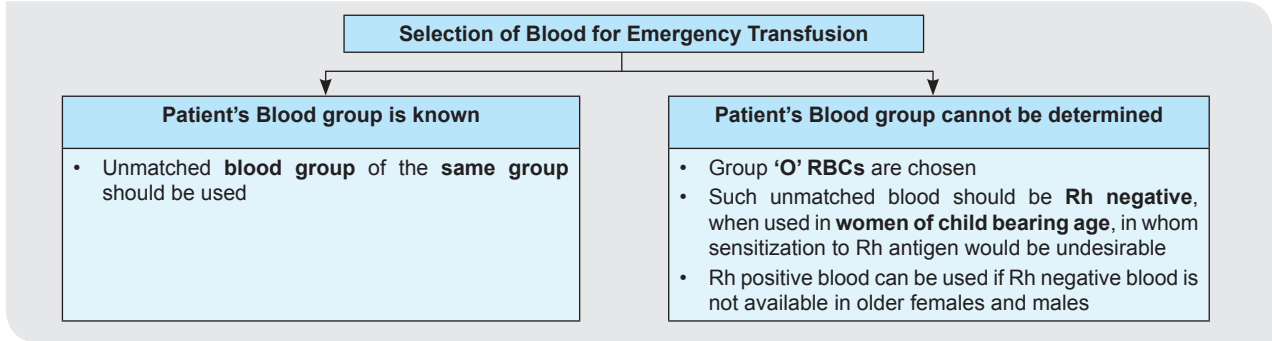 Selection of Blood for Emergency Transfusion
Patient's Blood group is known
• Unmatched blood group of the same group
should be used
Patient's Blood group cannot be determined
• Group 'O' RBCs are chosen
• Such unmatched blood should be Rh negative,
when used in women of child bearing age, in whom
sensitization to Rh antigen would be undesirable
• Rh positive blood can be used if Rh negative blood is
not available in older females and males